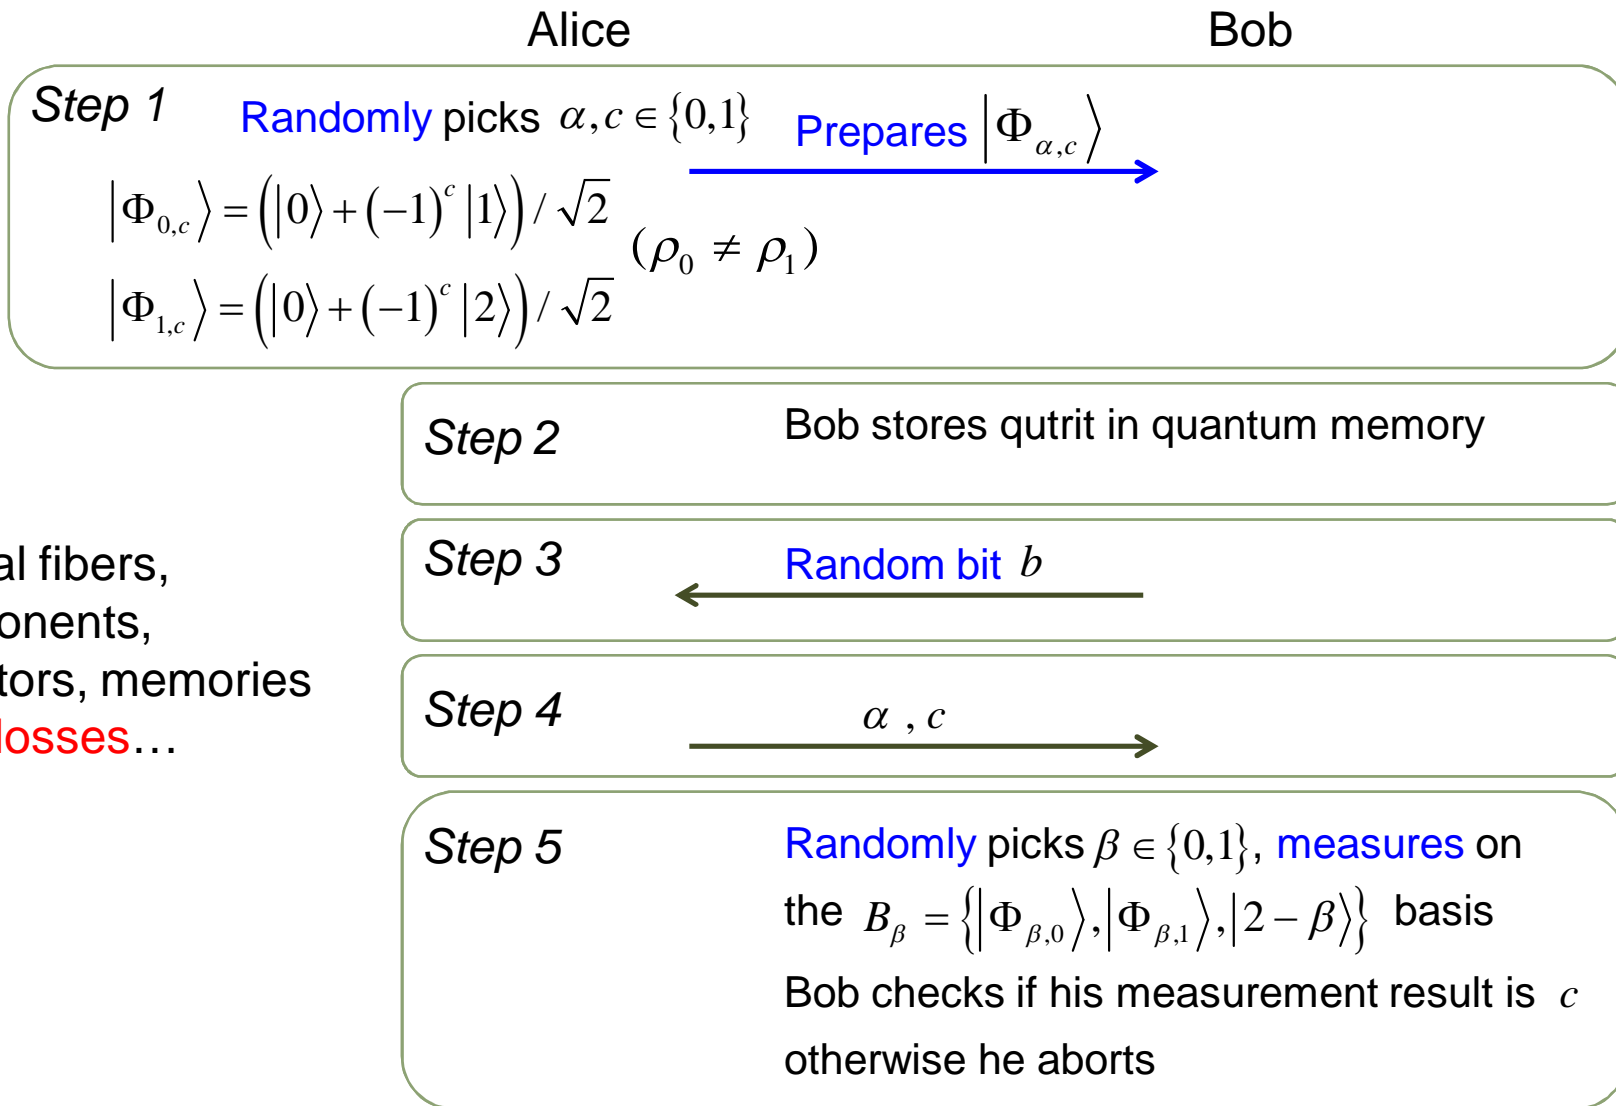 Alice Bob
Step 1 Randomly picks α, c ∈ {0,1} Prepares |Φ_{α,c}⟩
|Φ_{0,c}⟩ = (|0⟩ + (−1)^c |1⟩) / √2
(ρ₀ ≠ ρ₁)
|Φ_{1,c}⟩ = (|0⟩ + (−1)^c |2⟩) / √2
Step 2 Bob stores qutrit in quantum memory
Step 3 Random bit b
Step 4 α , c
Step 5 Randomly picks β ∈ {0,1}, measures on
the B_β = {|Φ_{β,0}⟩, |Φ_{β,1}⟩, |2 − β⟩} basis
Bob checks if his measurement result is c
otherwise he aborts
al fibers,
onents,
tors, memories
losses…